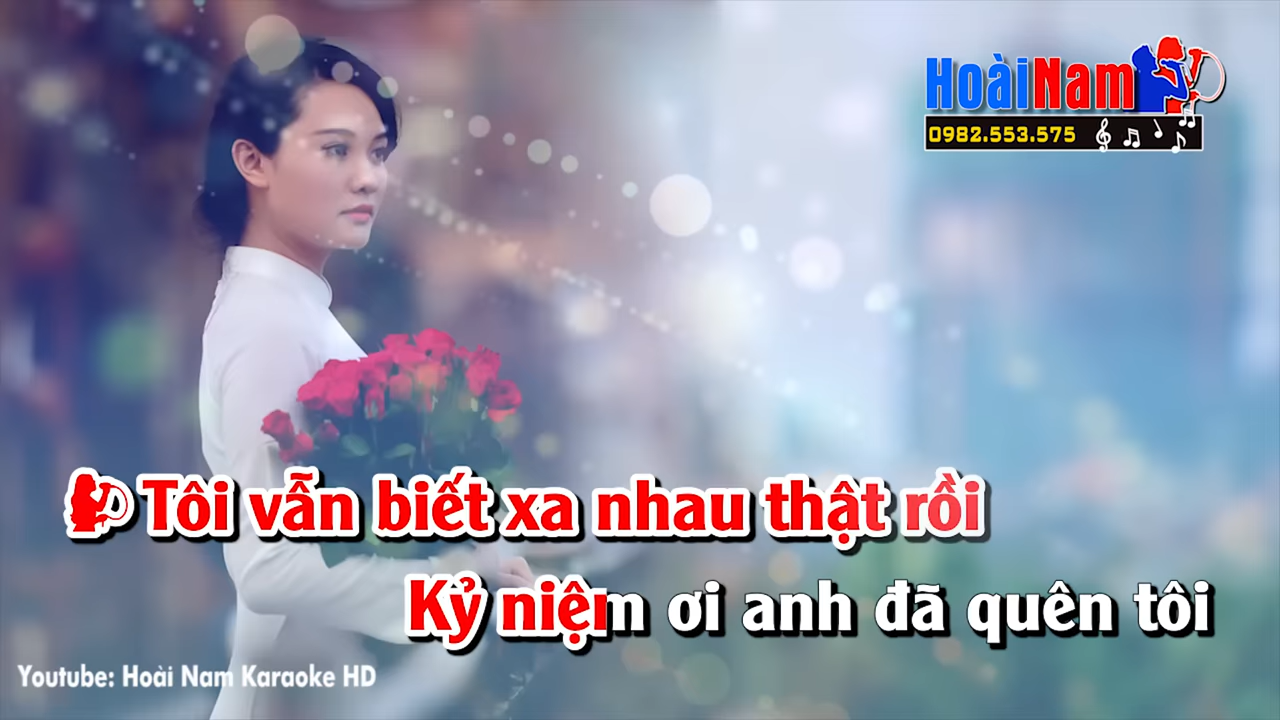 HoàiNam
0982.553.575
Tôi vẫn biết xa nhau thật rồi
Kỷ niệm ơi anh đã quên tôi
Youtube: Hoài Nam Karaoke HD